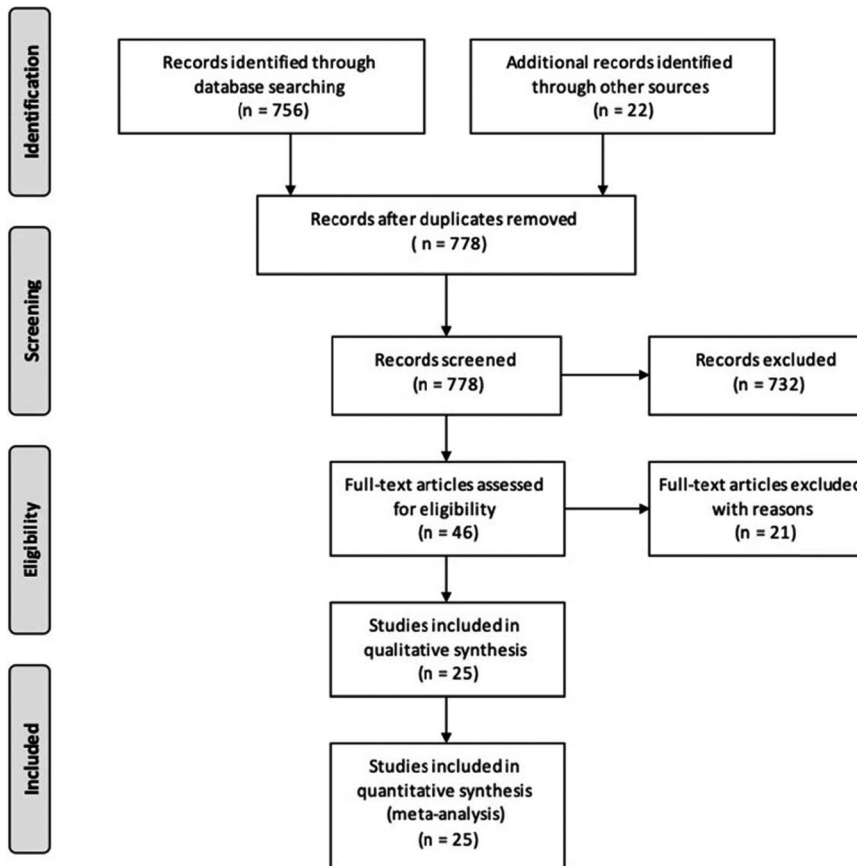 Identification
Records identified through
database searching
(n = 756)
Additional records identified
through other sources
(n = 22)
Records after duplicates removed
( n = 778)
Screening
Records screened
(n = 778)
Records excluded
(n = 732)
Eligibility
Full-text articles assessed
for eligibility
(n = 46)
Full-text articles excluded
with reasons
(n = 21)
Studies included in
qualitative synthesis
(n = 25)
Included
Studies included in
quantitative synthesis
(meta-analysis)
(n = 25)